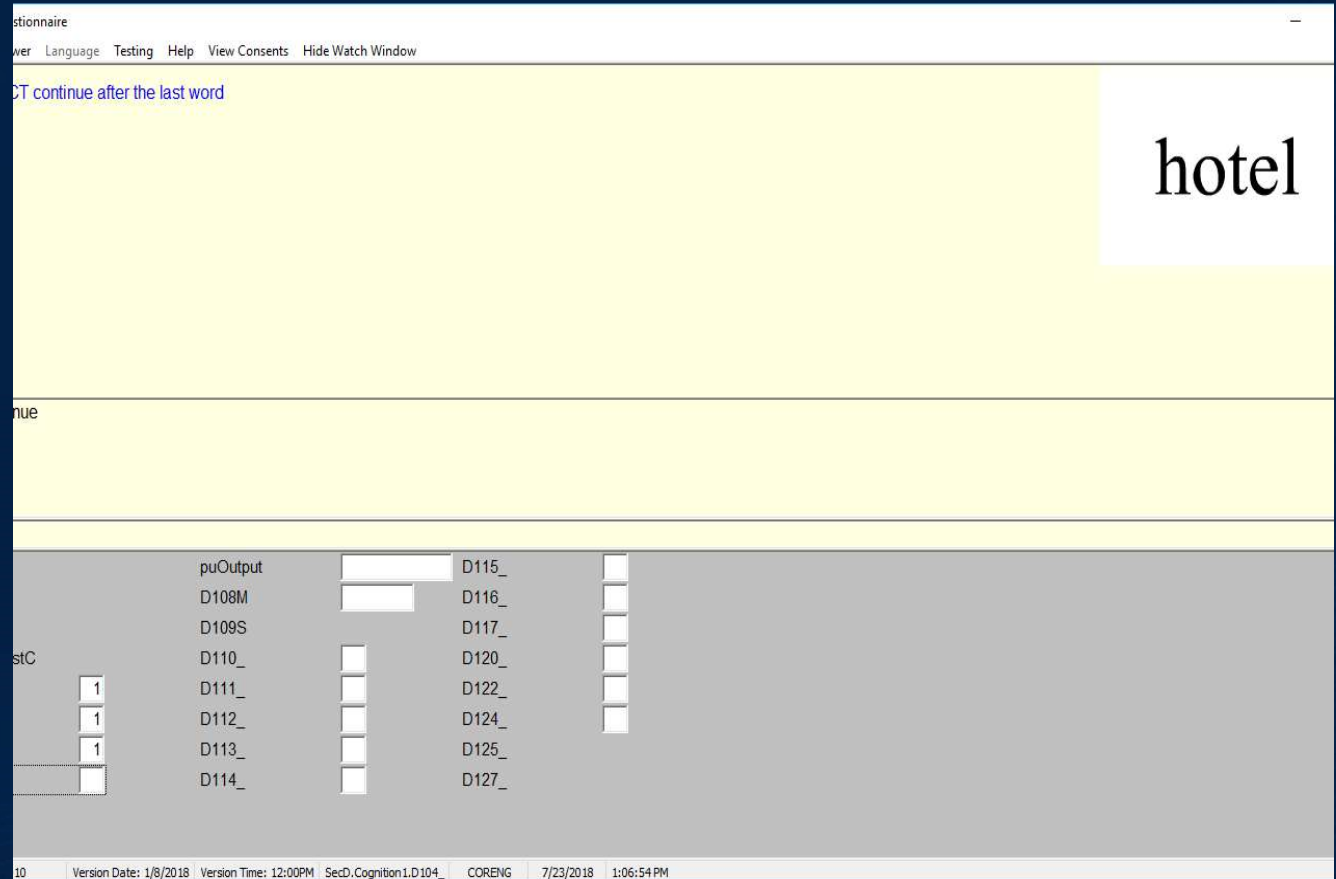 stionnaire
wer Language Testing Help View Consents Hide Watch Window
CT continue after the last word
hotel
nue
puOutput D115_
D108M D116_
D109S D117_
stC D110_ D120_
1 D111_ D122_
1 D112_ D124_
1 D113_ D125_
D114_ D127_
10 Version Date: 1/8/2018 Version Time: 12:00PM SecD.Cognition1.D104_ CORENG 7/23/2018 1:06:54 PM